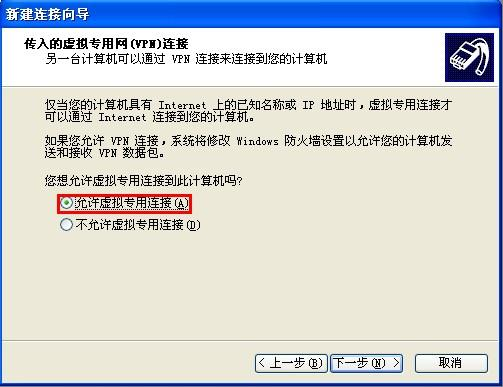 新建连接向导
传入的虚拟专用网(VPN)连接
另一台计算机可以通过 VPN 连接来连接到您的计算机
仅当您的计算机具有 Internet 上的已知名称或 IP 地址时,虚拟专用连接才
可以通过 Internet 连接到您的计算机。
如果您允许 VPN 连接,系统将修改 Windows 防火墙设置以允许您的计算机发
送和接收 VPN 数据包。
您想允许虚拟专用连接到此计算机吗?
允许虚拟专用连接(A)
不允许虚拟专用连接(D)
< 上一步(B) 下一步(N) > 取消